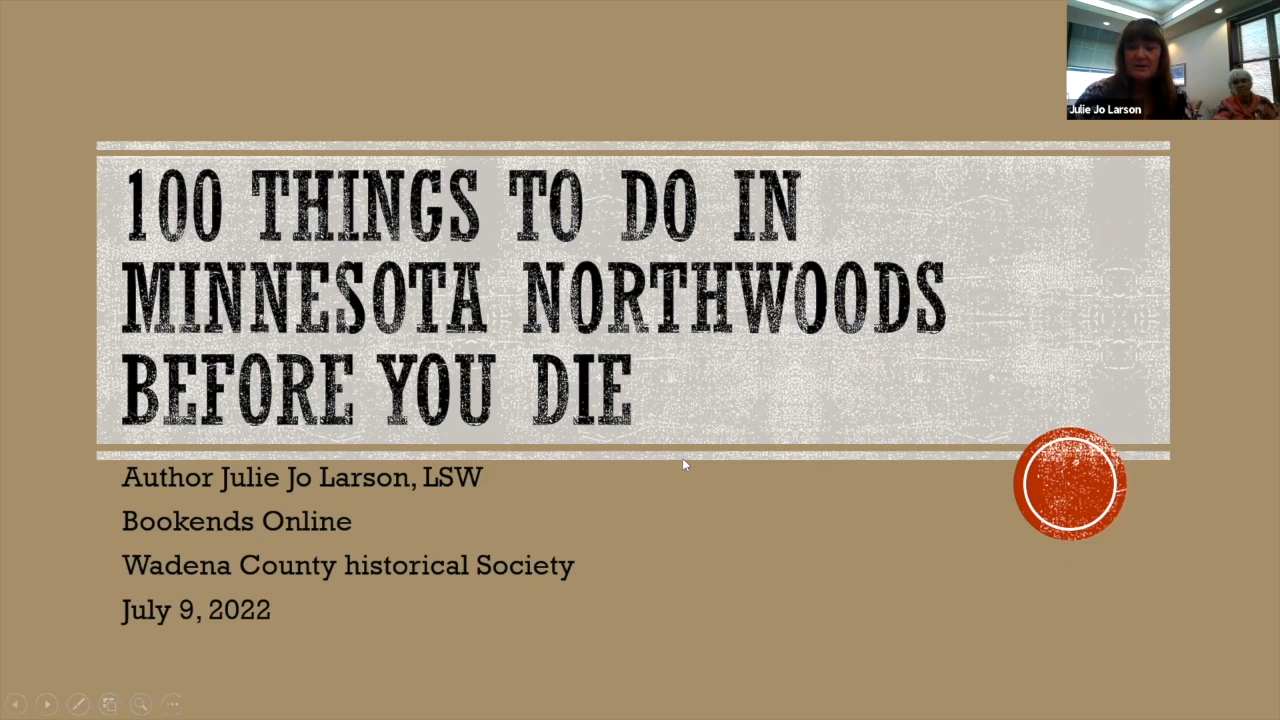 Julie Jo Larson
100 THINGS TO DO IN
MINNESOTA NORTHWOODS
BEFORE YOU DIE
Author Julie Jo Larson, LSW
Bookends Online
Wadena County historical Society
July 9, 2022